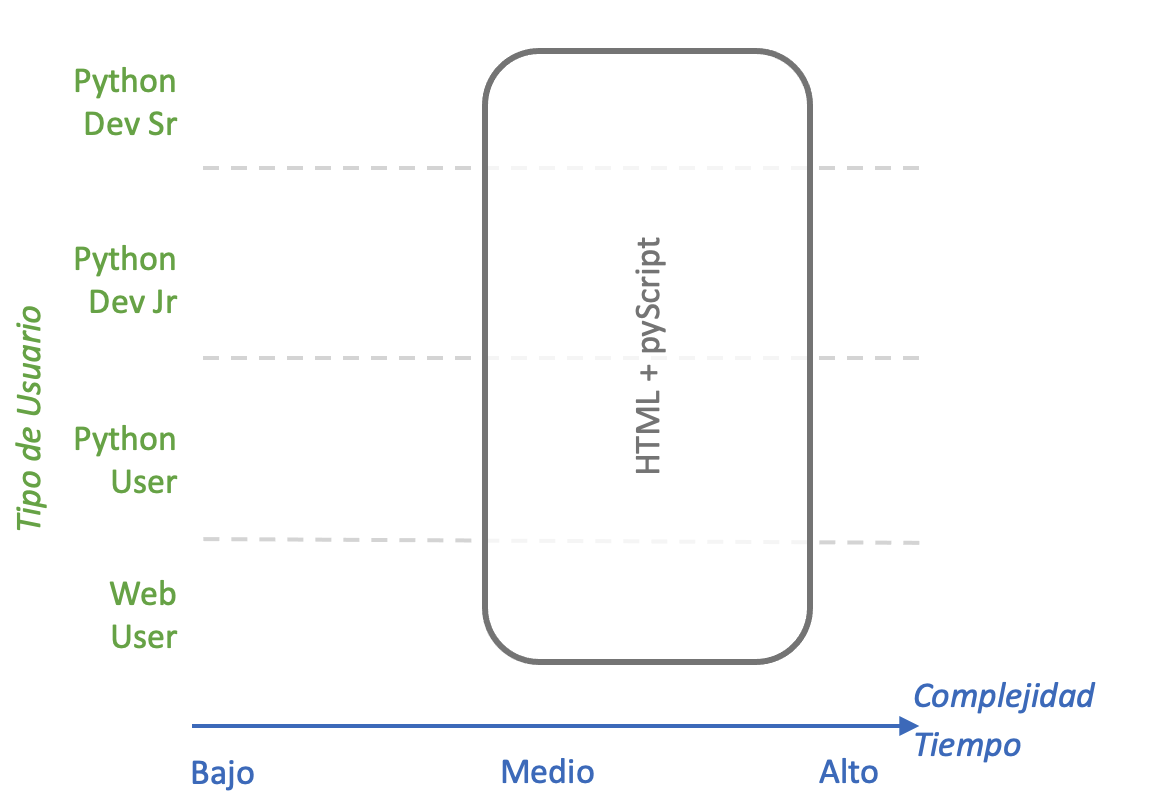 Python
Dev Sr
Python
Dev Jr
Tipo de Usuario
HTML + pyScript
Python
User
Web
User
Complejidad
Tiempo
Bajo
Medio
Alto